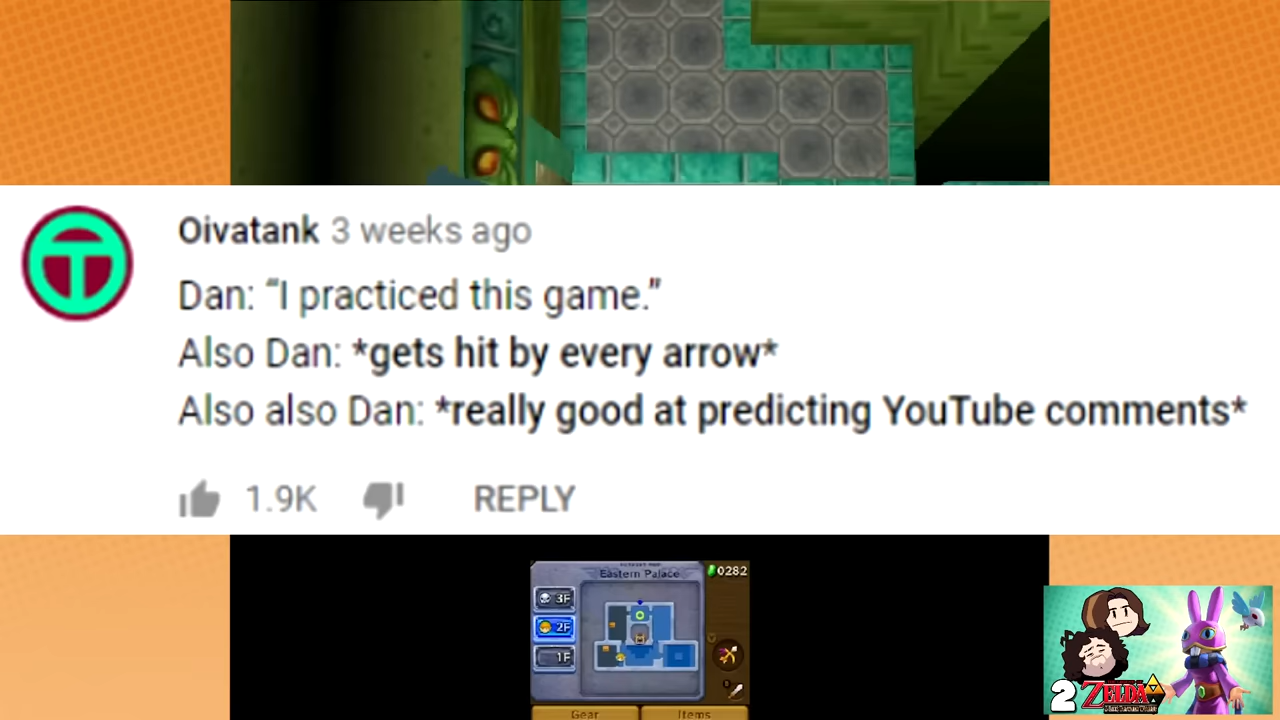 Oivatank 3 weeks ago
Dan: “I practiced this game.”
Also Dan: *gets hit by every arrow*
Also also Dan: *really good at predicting YouTube comments*
1.9K REPLY
Eastern Palace
0282
3F
2F
1F
Gear Items
2 ZELDA